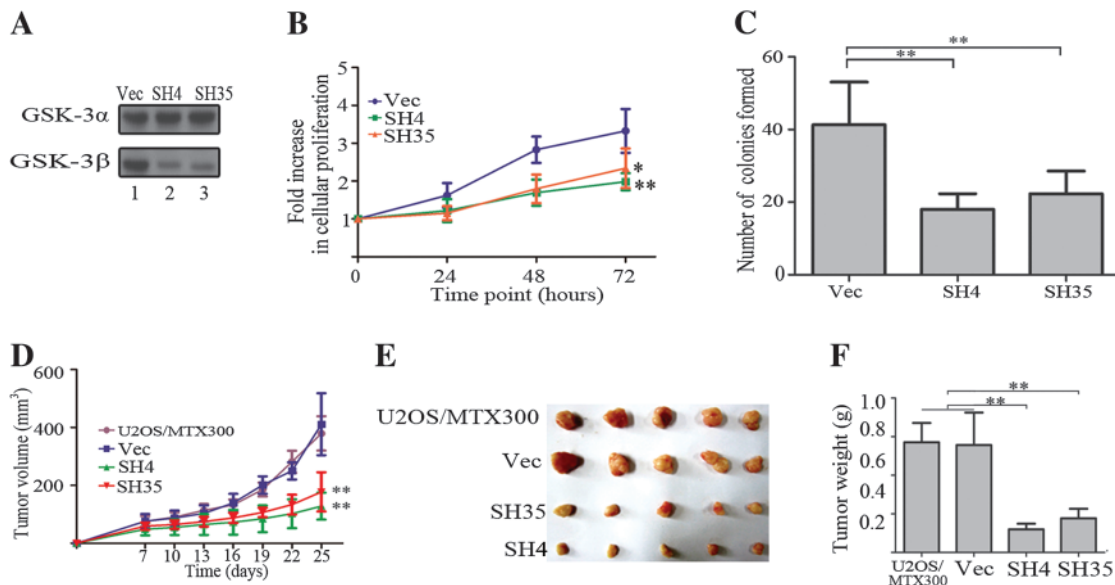 A
Vec SH4 SH35
GSK-3α
GSK-3β
1 2 3
B
Fold increase
in cellular proliferation
5
4
3
2
1
Vec
SH4
SH35
*
**
0 24 48 72
Time point (hours)
C
Number of colonies formed
60
40
20
0
**
**
Vec SH4 SH35
D
Tumor volume (mm³)
600
400
200
U2OS/MTX300
Vec
SH4
SH35
**
**
7 10 13 16 19 22 25
Time (days)
E
U2OS/MTX300
Vec
SH35
SH4
F
Tumor weight (g)
1.0
0.8
0.6
0.4
0.2
**
**
U2OS/
MTX300
Vec SH4 SH35